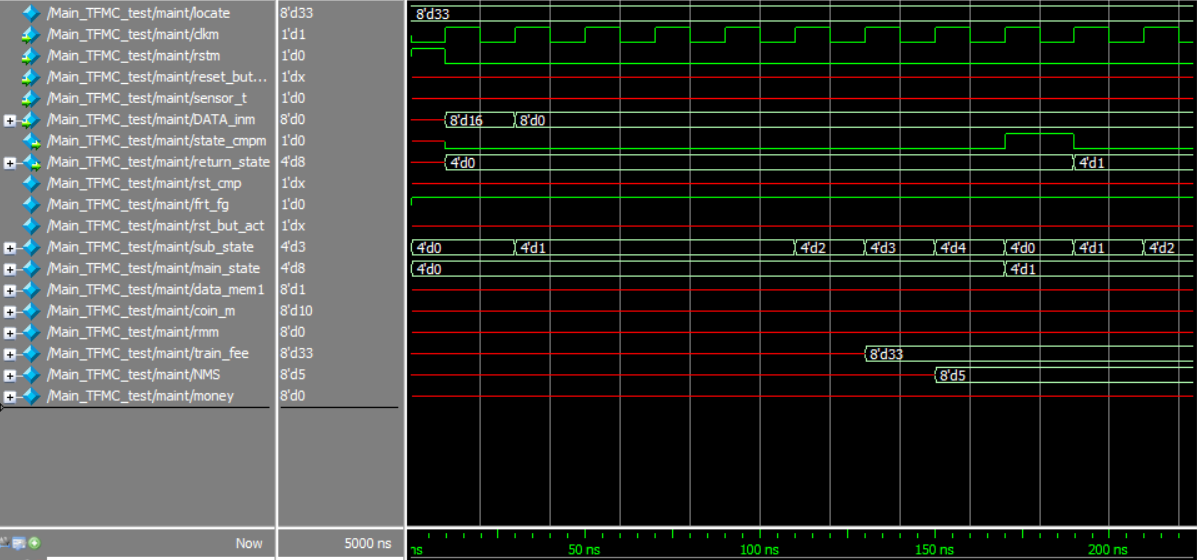 /Main_TFMC_test/maint/locate 8'd33 8'd33
/Main_TFMC_test/maint/clkm 1'd1
/Main_TFMC_test/maint/rstm 1'd0
/Main_TFMC_test/maint/reset_but... 1'dx
/Main_TFMC_test/maint/sensor_t 1'd0
/Main_TFMC_test/maint/DATA_inm 8'd0 8'd16 8'd0
/Main_TFMC_test/maint/state_cmpm 1'd0
/Main_TFMC_test/maint/return_state 4'd8 4'd0 4'd1
/Main_TFMC_test/maint/rst_cmp 1'dx
/Main_TFMC_test/maint/frt_fg 1'd0
/Main_TFMC_test/maint/rst_but_act 1'dx
/Main_TFMC_test/maint/sub_state 4'd3 4'd0 4'd1 4'd2 4'd3 4'd4 4'd0 4'd1 4'd2
/Main_TFMC_test/maint/main_state 4'd8 4'd0 4'd1
/Main_TFMC_test/maint/data_mem1 8'd1
/Main_TFMC_test/maint/coin_m 8'd10
/Main_TFMC_test/maint/rmm 8'd0
/Main_TFMC_test/maint/train_fee 8'd33 8'd33
/Main_TFMC_test/maint/NMS 8'd5 8'd5
/Main_TFMC_test/maint/money 8'd0
Now 5000 ns ns 50 ns 100 ns 150 ns 200 ns